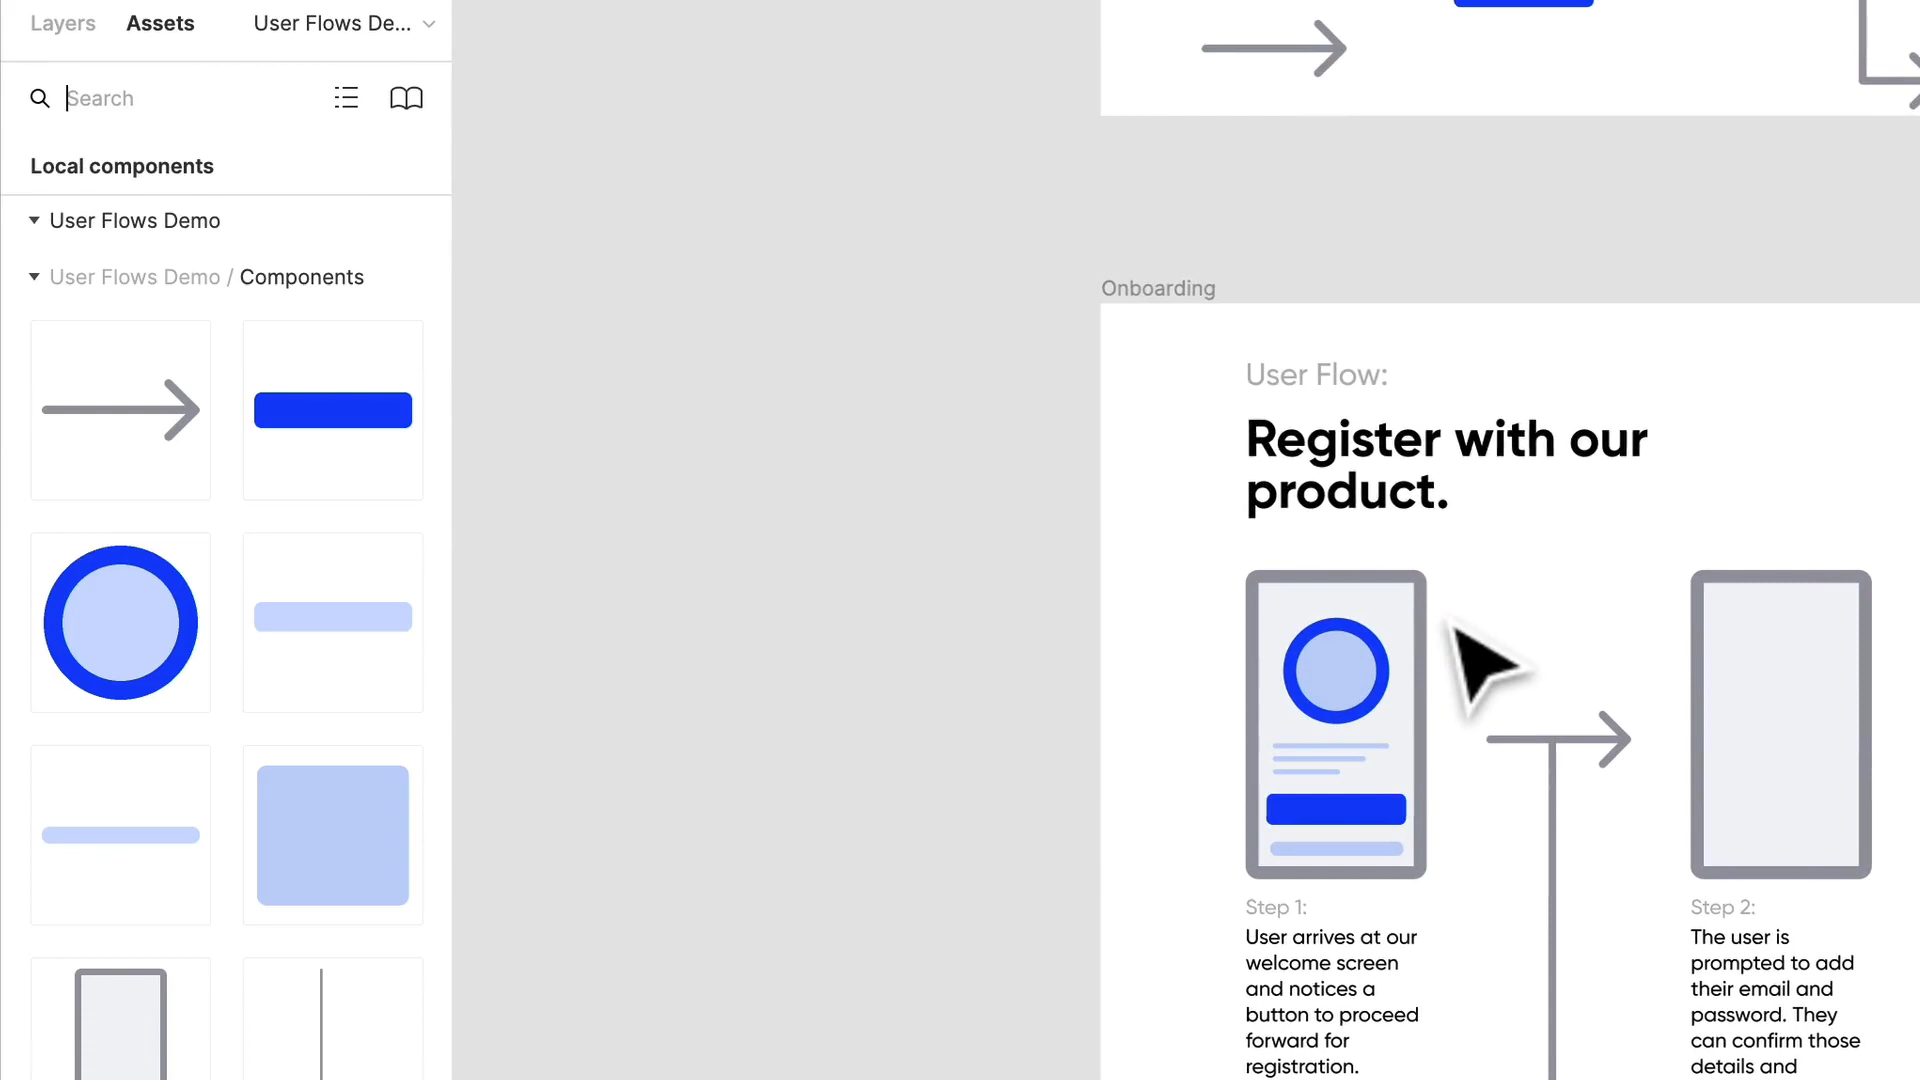 Layers Assets User Flows De...
Search
Local components
User Flows Demo
User Flows Demo / Components
Onboarding
User Flow:
Register with our
product.
Step 1:
User arrives at our
welcome screen
and notices a
button to proceed
forward for
registration.
Step 2:
The user is
prompted to add
their email and
password. They
can confirm those
details and